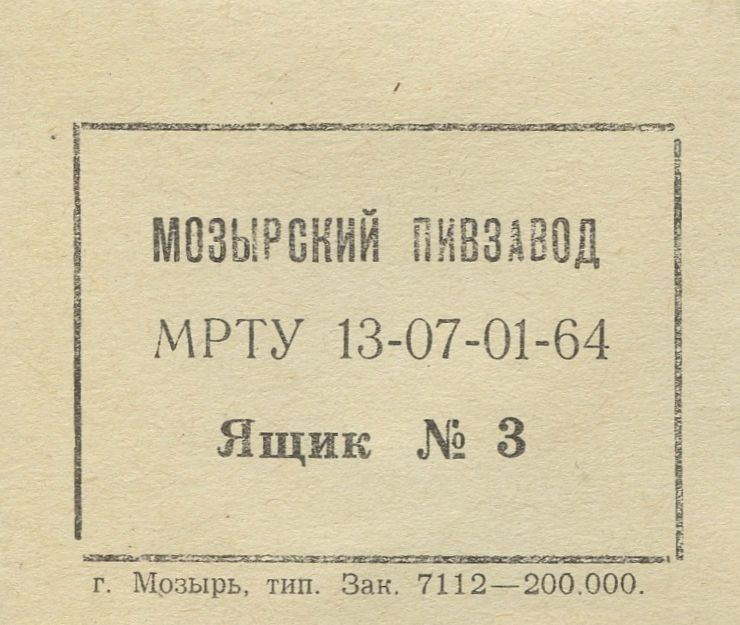 МОЗЫРСКИЙ ПИВЗАВОД
МРТУ 13-07-01-64
Ящик № 3
г. Мозырь, тип. Зак. 7112—200.000.